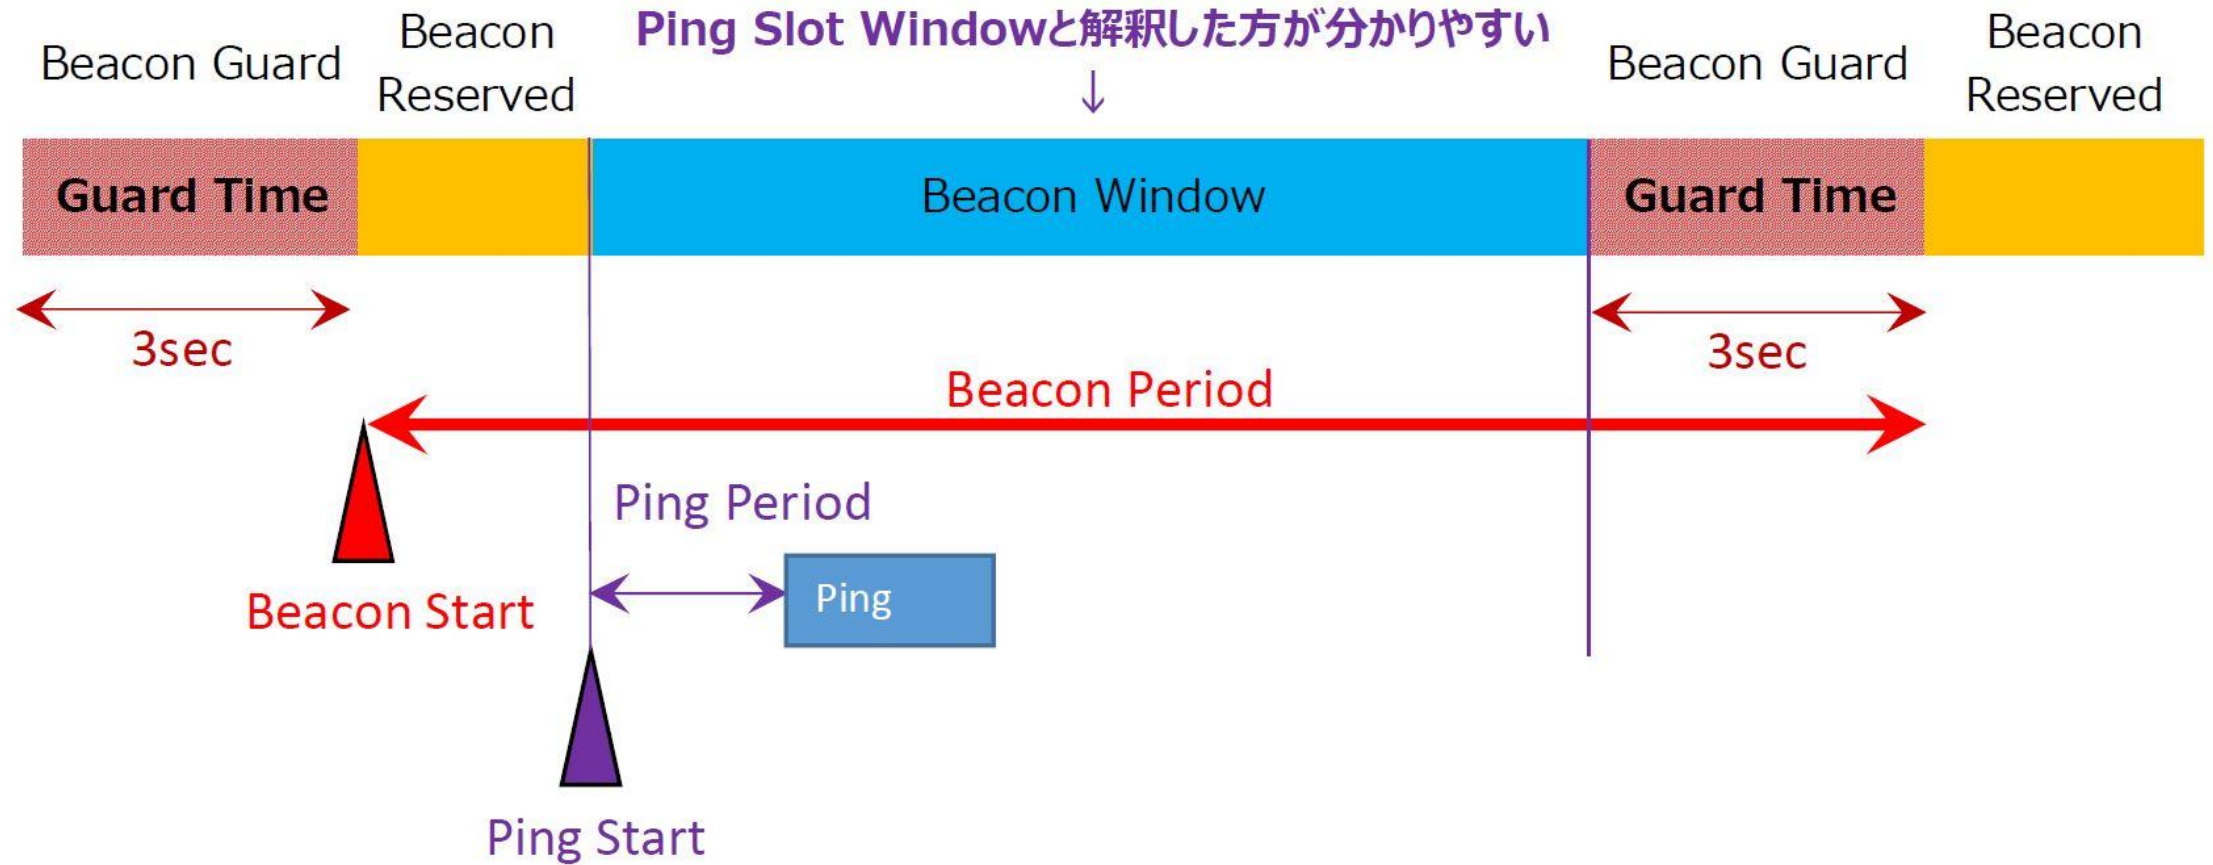 Ping Slot Windowと解釈した方が分かりやすい
↓
Beacon Guard
Beacon
Reserved
Beacon Guard
Beacon
Reserved
Guard Time
Beacon Window
Guard Time
3sec
3sec
Beacon Period
Ping Period
Ping
Beacon Start
Ping Start